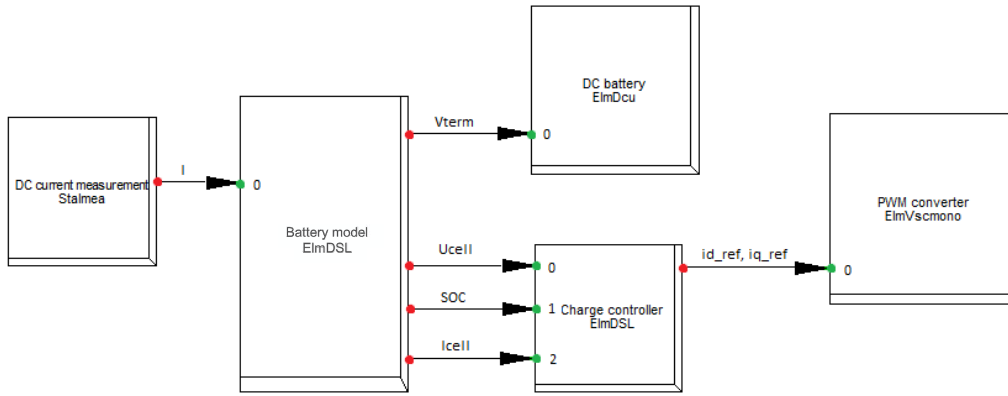 DC current measurement
StaImea
I
0
Battery model
ElmDSL
Vterm
0
DC battery
ElmDcu
Ucell
0
SOC
1
Icell
2
Charge controller
ElmDSL
id_ref, iq_ref
0
PWM converter
ElmVscmono